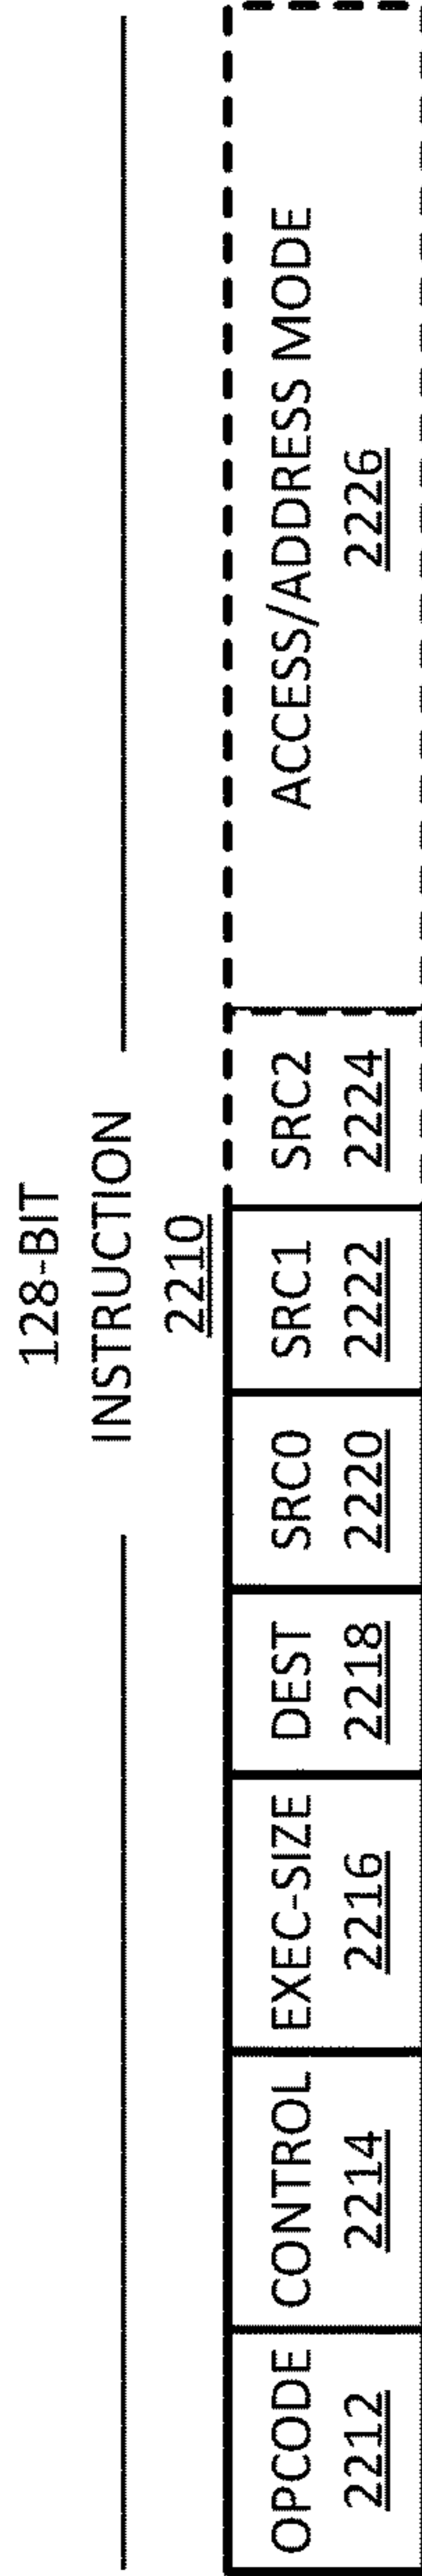 128-BIT
INSTRUCTION
2210
OPCODE
2212
CONTROL
2214
EXEC-SIZE
2216
DEST
2218
SRC0
2220
SRC1
2222
SRC2
2224
ACCESS/ADDRESS MODE
2226